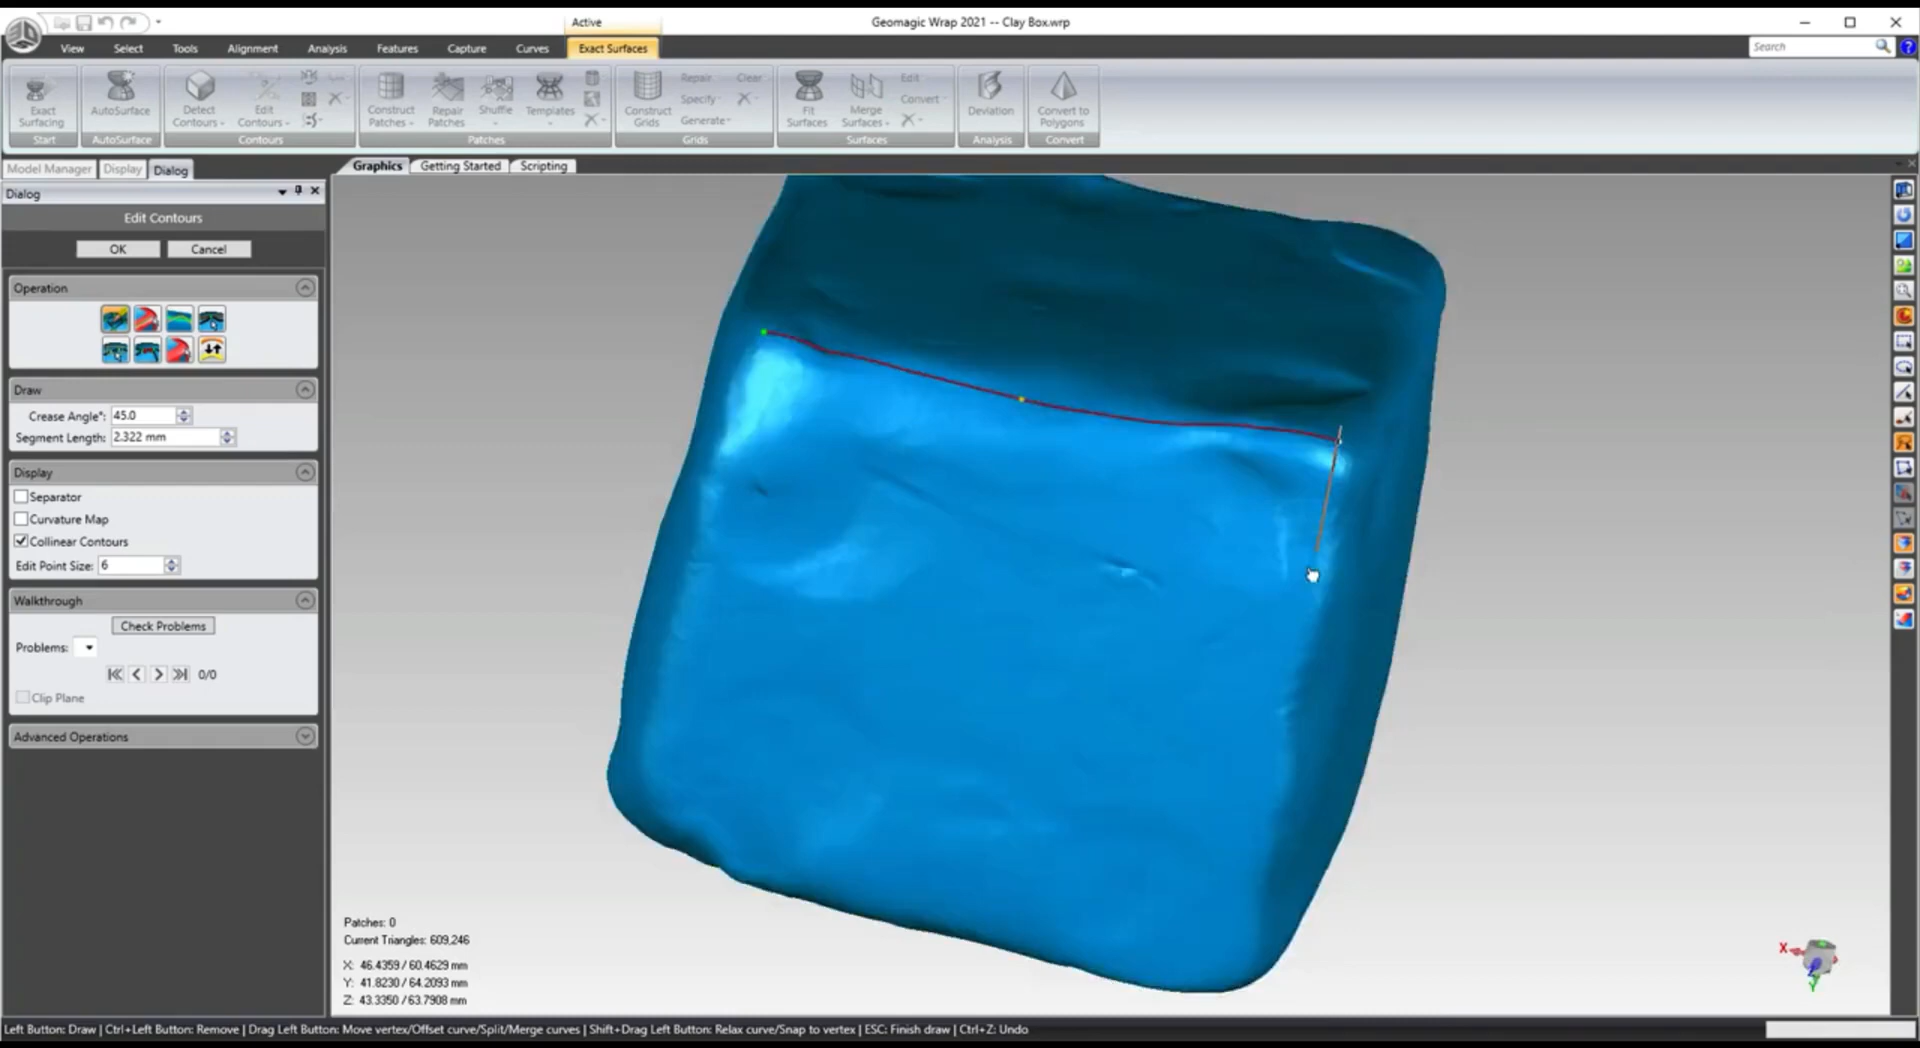 Active
Geomagic Wrap 2021 -- Clay Box.wrp
View Select Tools Alignment Analysis Features Capture Curves Exact Surfaces
Search
Exact Surfacing
AutoSurface
Detect Contours
Edit Contours
Construct Patches
Repair Patches
Shuffle
Templates
Construct Grids
Repair
Specify
Generate
Clear
Fit Surfaces
Merge Surfaces
Edit
Convert
Deviation
Convert to Polygons
Start AutoSurface Contours Patches Grids Surfaces Analysis Convert
Model Manager Display Dialog
Graphics Getting Started Scripting
Dialog
Edit Contours
OK Cancel
Operation
Draw
Crease Angle°: 45.0
Segment Length: 2.322 mm
Display
Separator
Curvature Map
Collinear Contours
Edit Point Size: 6
Walkthrough
Check Problems
Problems:
0/0
Clip Plane
Advanced Operations
Patches: 0
Current Triangles: 609,246
X: 46.4359 / 60.4629 mm
Y: 41.8230 / 64.2093 mm
Z: 43.3350 / 63.7908 mm
X
Z
Y
Left Button: Draw | Ctrl+Left Button: Remove | Drag Left Button: Move vertex/Offset curve/Split/Merge curves | Shift+Drag Left Button: Relax curve/Snap to vertex | ESC: Finish draw | Ctrl+Z: Undo